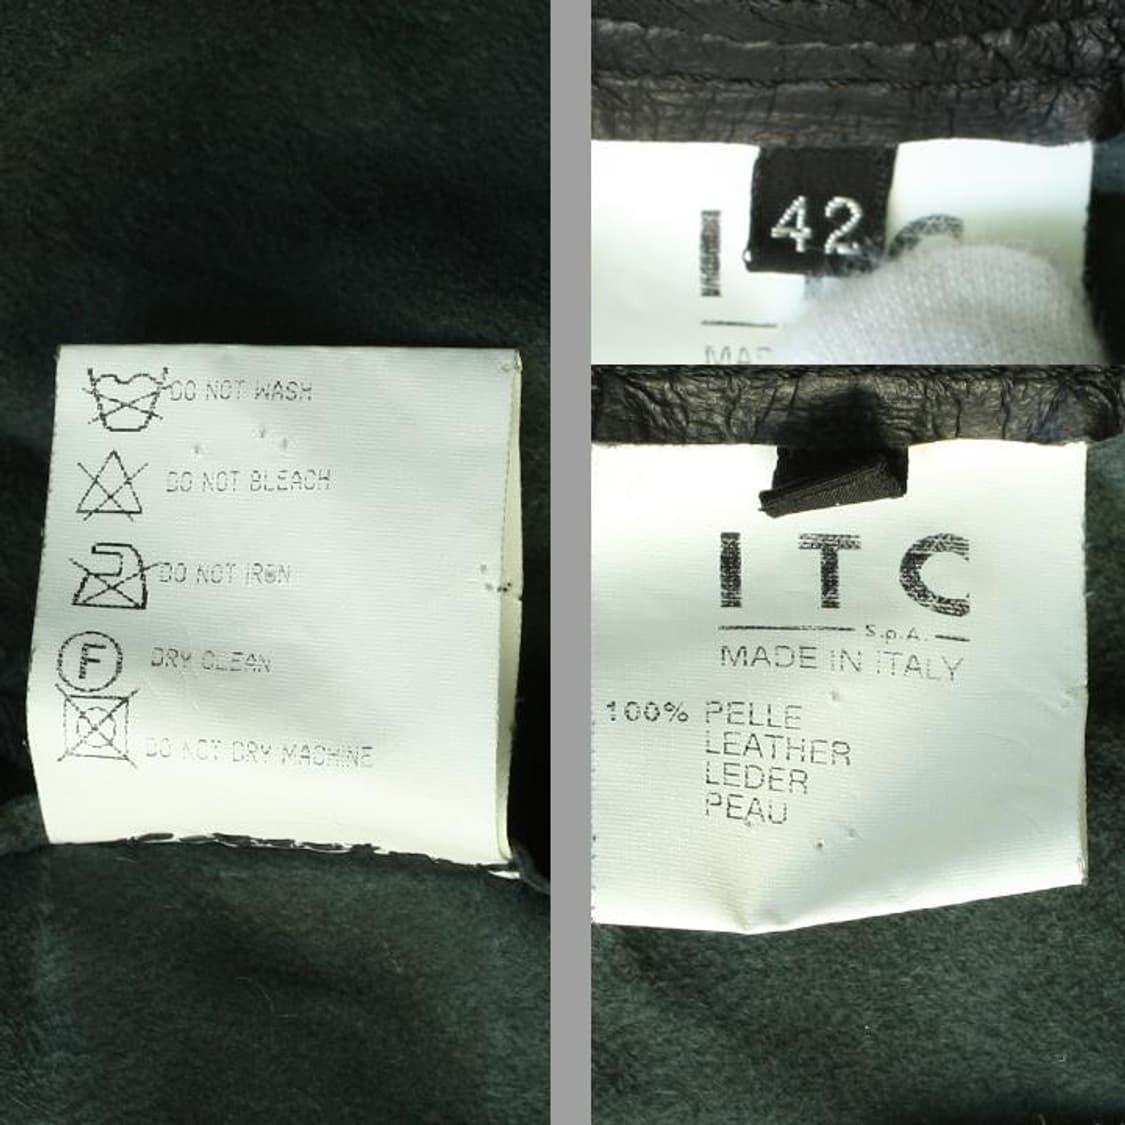 DO NOT WASH
DO NOT BLEACH
DO NOT IRON
F DRY CLEAN
DO NOT DRY MACHINE
42
I C
ITC
S.p.A.
MADE IN ITALY
100% PELLE
LEATHER
LEDER
PEAU